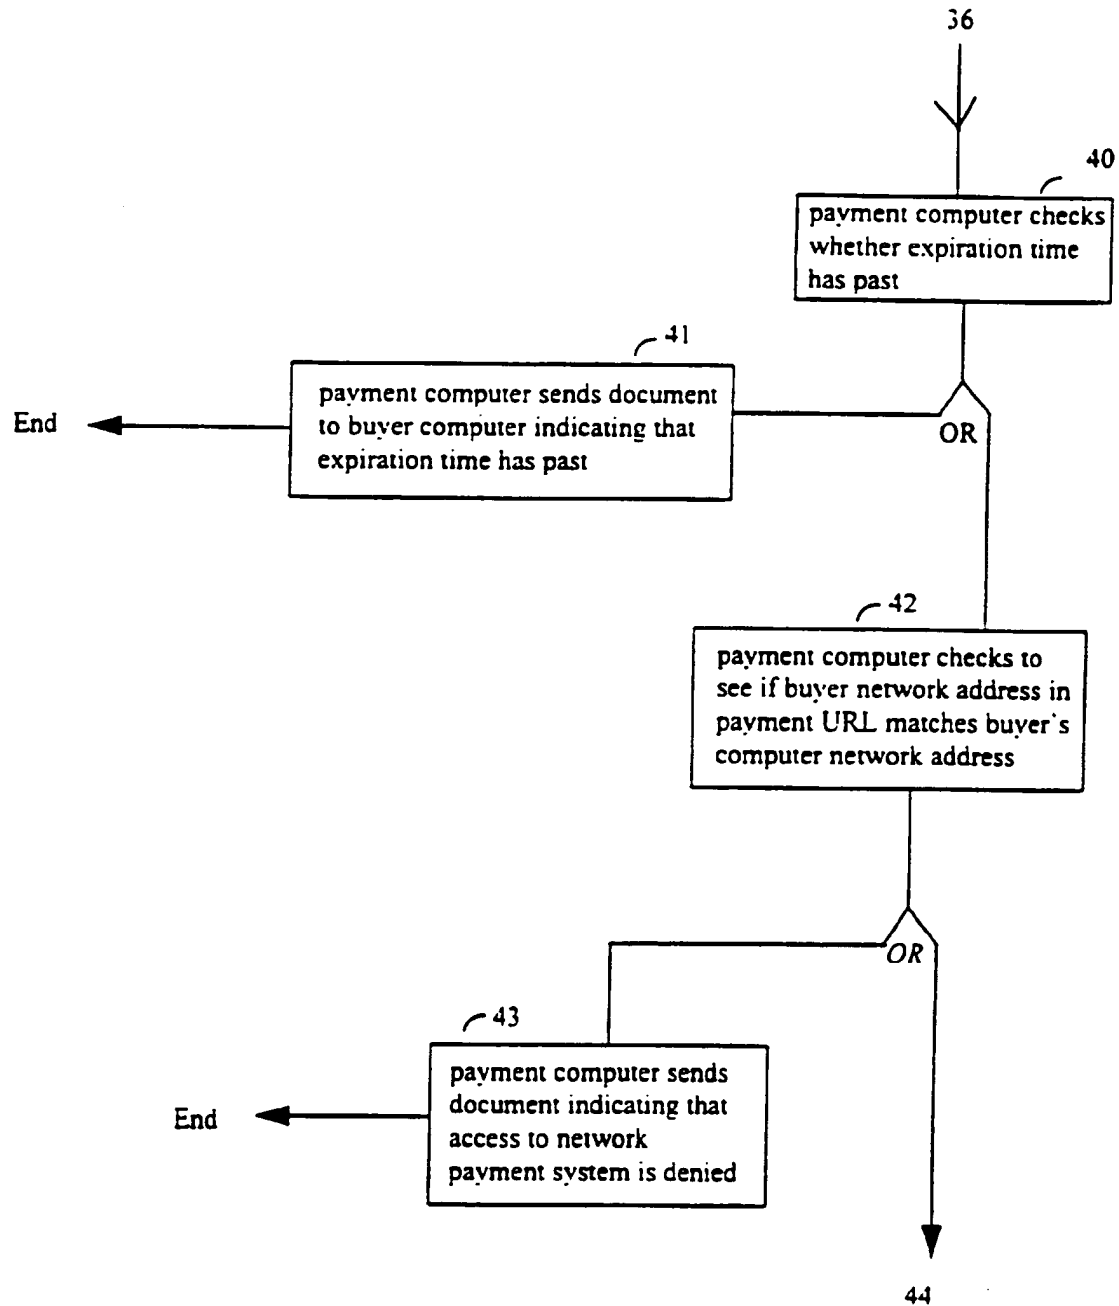 36
40
payment computer checks
whether expiration time
has past
41
payment computer sends document
to buyer computer indicating that
expiration time has past
End
OR
42
payment computer checks to
see if buyer network address in
payment URL matches buyer's
computer network address
OR
43
payment computer sends
document indicating that
access to network
payment system is denied
End
44